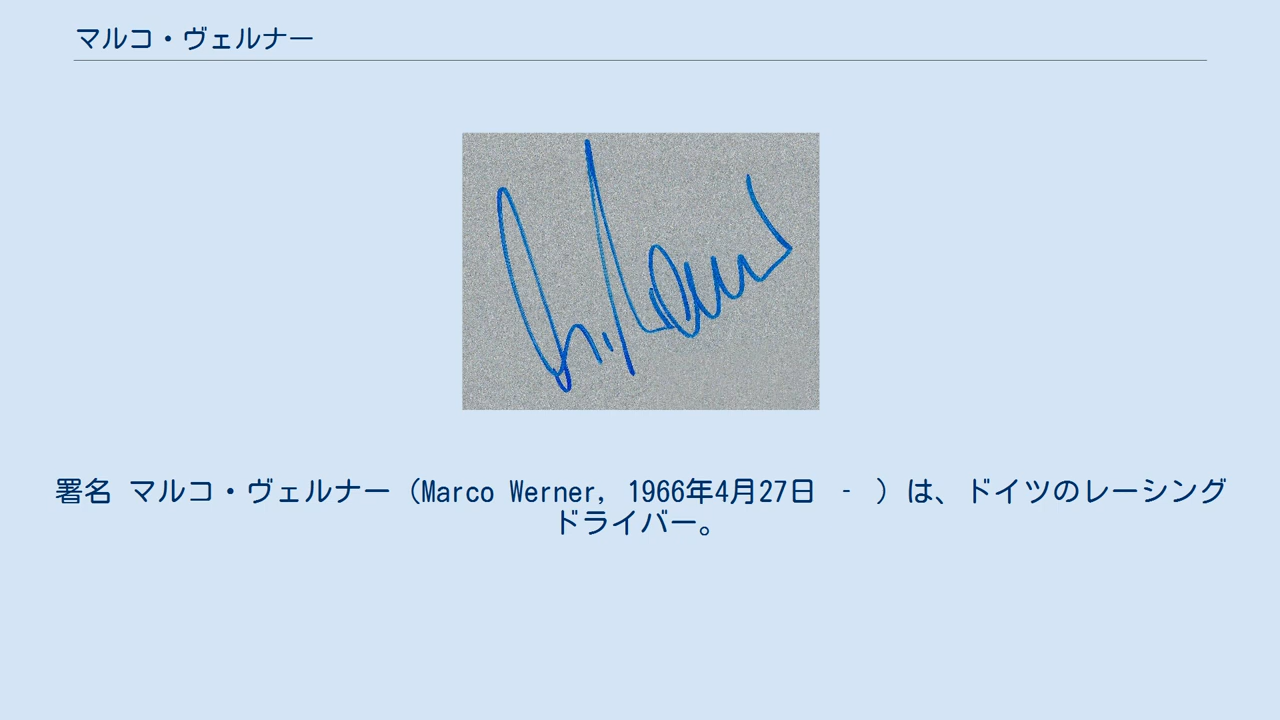 マルコ・ヴェルナー
署名 マルコ・ヴェルナー（Marco Werner, 1966年4月27日 - ）は、ドイツのレーシング
ドライバー。